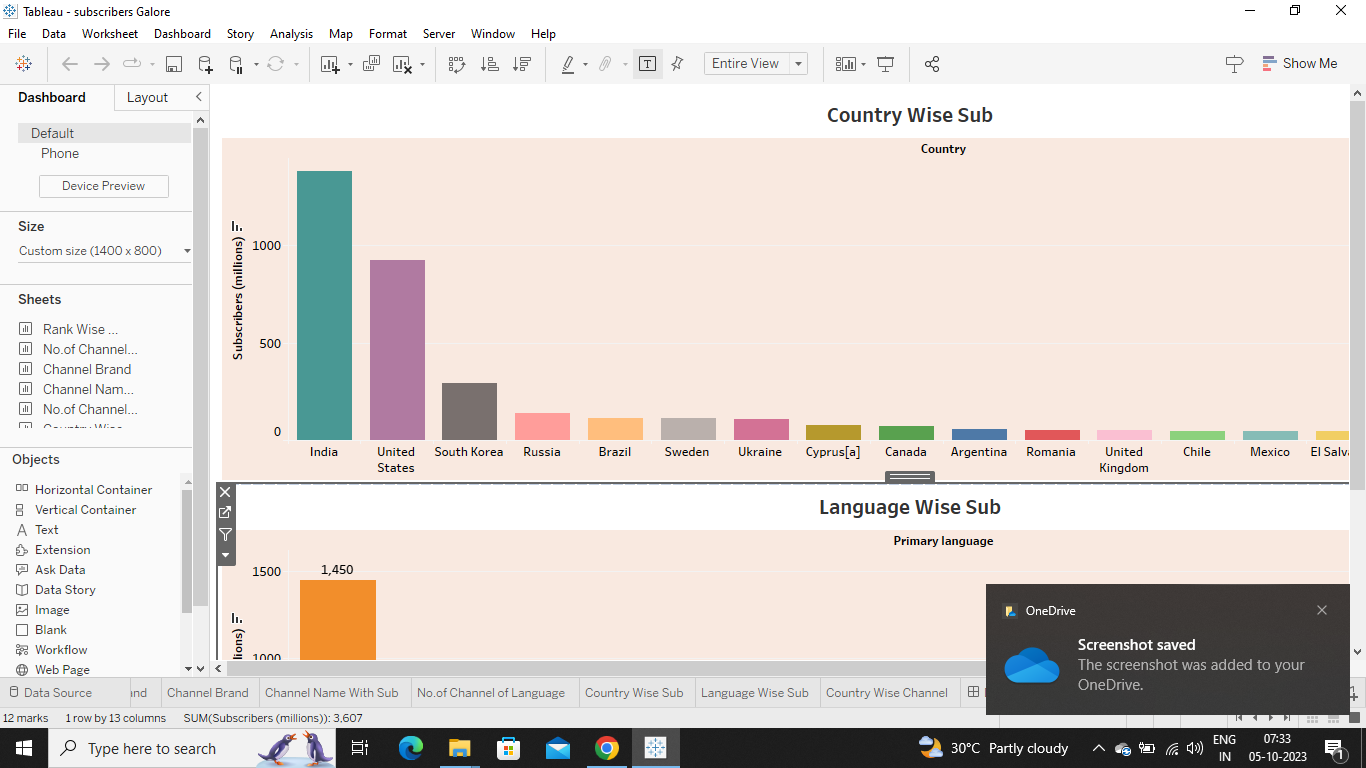 Tableau - subscribers Galore
File Data Worksheet Dashboard Story Analysis Map Format Server Window Help
Entire View
Show Me
Dashboard Layout
Default
Phone
Device Preview
Size
Custom size (1400 x 800)
Sheets
Rank Wise ...
No.of Channel...
Channel Brand
Channel Nam...
No.of Channel...
Objects
Horizontal Container
Vertical Container
Text
Extension
Ask Data
Data Story
Image
Blank
Workflow
Web Page
Country Wise Sub
Country
Subscribers (millions)
1000
500
0
India
United States
South Korea
Russia
Brazil
Sweden
Ukraine
Cyprus[a]
Canada
Argentina
Romania
United Kingdom
Chile
Mexico
El Salv
Language Wise Sub
Primary language
1500
1,450
1000
lions)
OneDrive
Screenshot saved
The screenshot was added to your
OneDrive.
Data Source nd Channel Brand Channel Name With Sub No.of Channel of Language Country Wise Sub Language Wise Sub Country Wise Channel
12 marks 1 row by 13 columns SUM(Subscribers (millions)): 3,607
Type here to search
30°C Partly cloudy
ENG
IN
07:33
05-10-2023
1